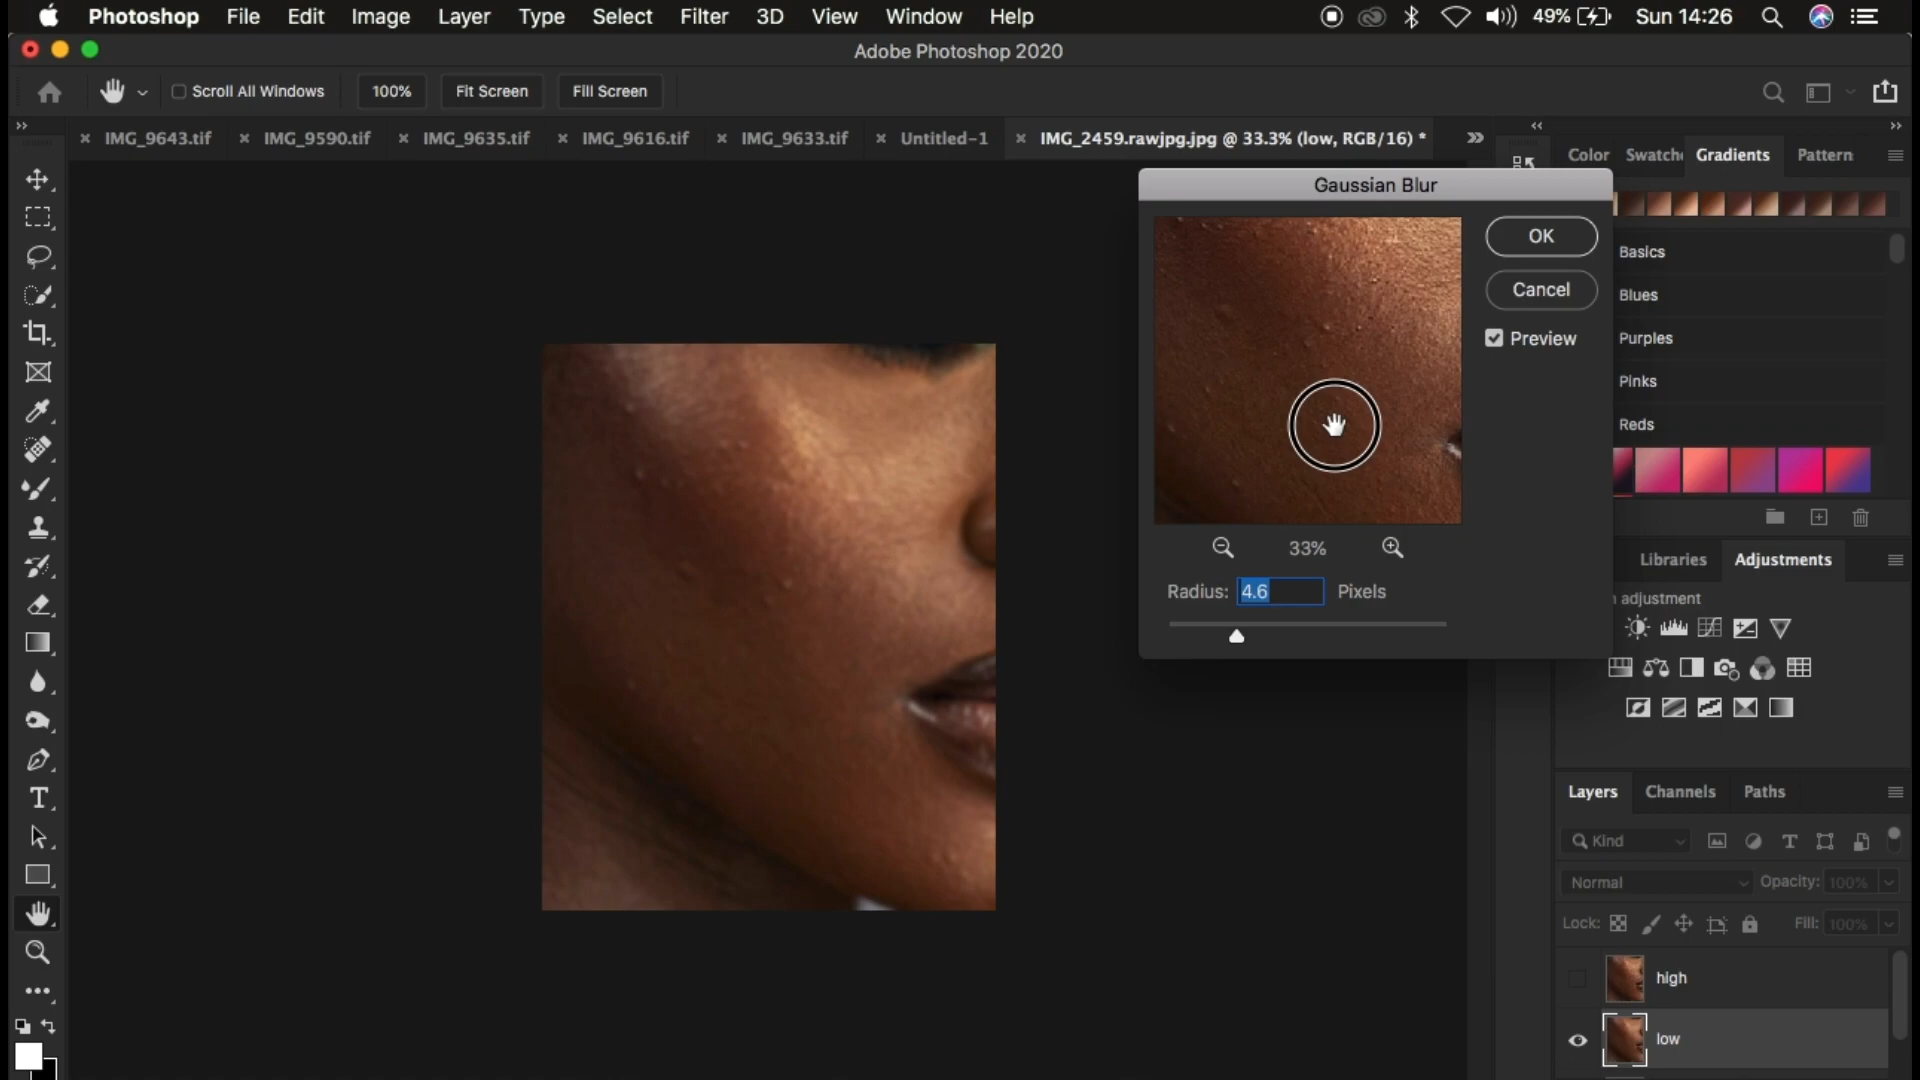 Photoshop File Edit Image Layer Type Select Filter 3D View Window Help 49% Sun 14:26
Adobe Photoshop 2020
Scroll All Windows 100% Fit Screen Fill Screen
IMG_9643.tif IMG_9590.tif IMG_9635.tif IMG_9616.tif IMG_9633.tif Untitled-1 IMG_2459.rawjpg.jpg @ 33.3% (low, RGB/16) *
Color Swatche Gradients Pattern
Gaussian Blur
OK
Cancel
Preview
33%
Radius: 4.6 Pixels
Basics
Blues
Purples
Pinks
Reds
Libraries Adjustments
adjustment
Layers Channels Paths
Kind
Normal Opacity: 100%
Lock: Fill: 100%
high
low